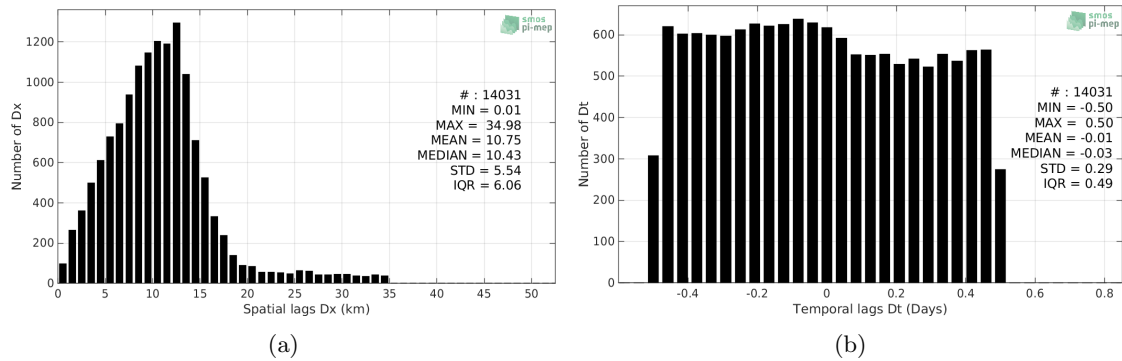 smos
pi-mep
1200
1000
800
600
400
200
0
Number of Dx
# : 14031
MIN = 0.01
MAX = 34.98
MEAN = 10.75
MEDIAN = 10.43
STD = 5.54
IQR = 6.06
0 5 10 15 20 25 30 35 40 45 50
Spatial lags Dx (km)
(a)
smos
pi-mep
600
500
400
300
200
100
0
Number of Dt
# : 14031
MIN = -0.50
MAX = 0.50
MEAN = -0.01
MEDIAN = -0.03
STD = 0.29
IQR = 0.49
-0.4 -0.2 0 0.2 0.4 0.6 0.8
Temporal lags Dt (Days)
(b)